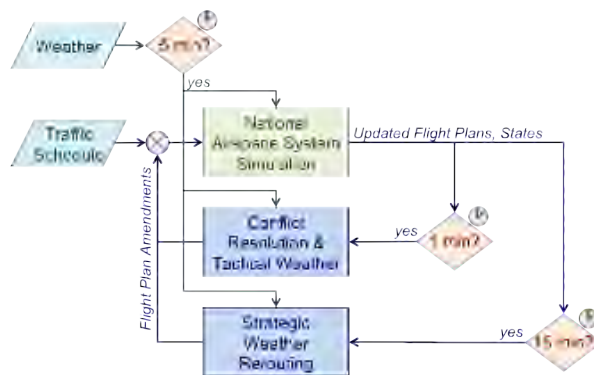 Weather
5 min?
yes
National
Airspace System
Simulation
Updated Flight Plans, States
Traffic
Schedule
Flight Plan Amendments
Conflict
Resolution &
Tactical Weather
yes
1 min?
Strategic
Weather
Rerouting
yes
15 min?